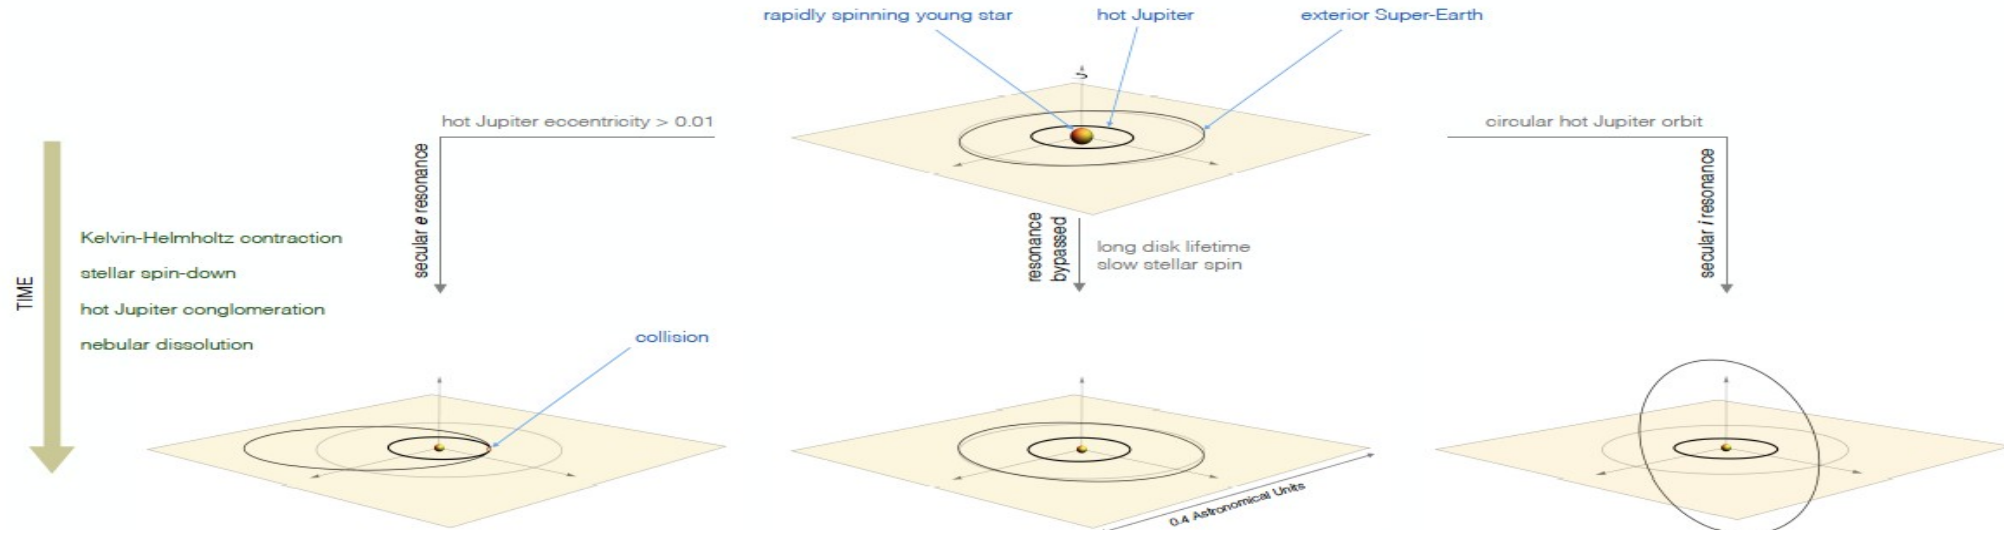 rapidly spinning young star
hot Jupiter
exterior Super-Earth
hot Jupiter eccentricity > 0.01
circular hot Jupiter orbit
secular e resonance
resonance
bypassed
long disk lifetime
slow stellar spin
secular i resonance
TIME
Kelvin-Helmholtz contraction
stellar spin-down
hot Jupiter conglomeration
nebular dissolution
collision
0.4 Astronomical Units